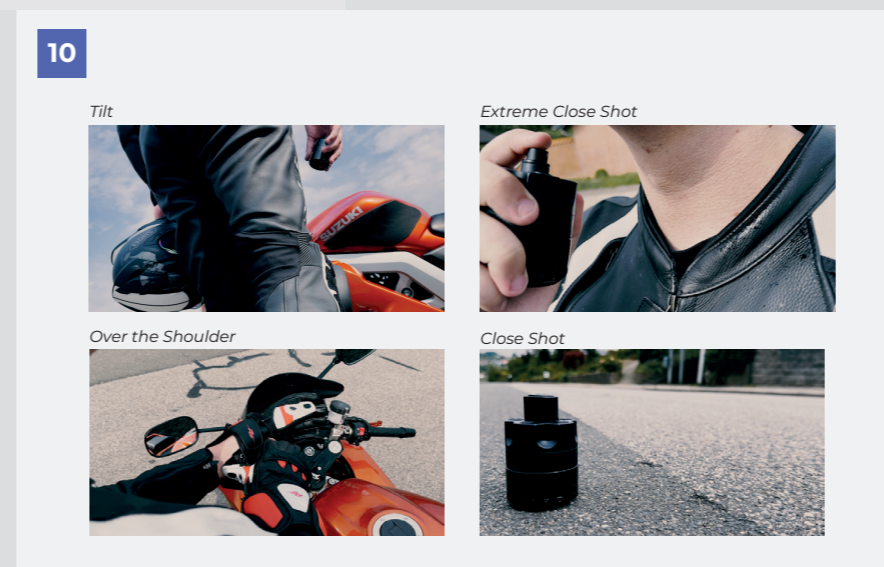 10
Tilt
Extreme Close Shot
SUZUKI
Over the Shoulder
Close Shot